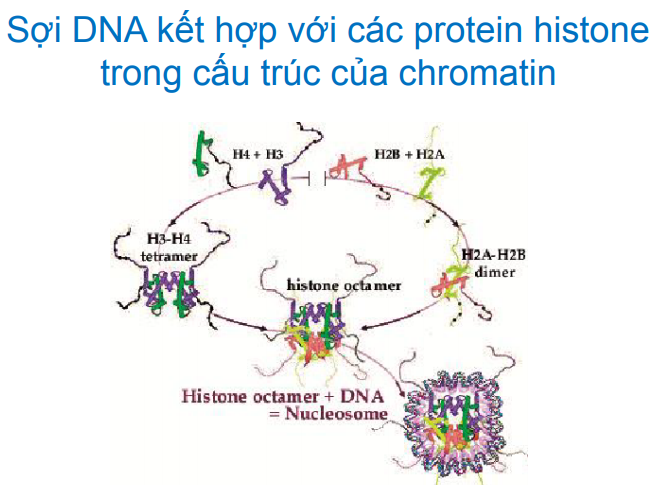 Sợi DNA kết hợp với các protein histone
trong cấu trúc của chromatin
H4 + H3
H2B + H2A
H3-H4
tetramer
H2A-H2B
dimer
histone octamer
Histone octamer + DNA
= Nucleosome